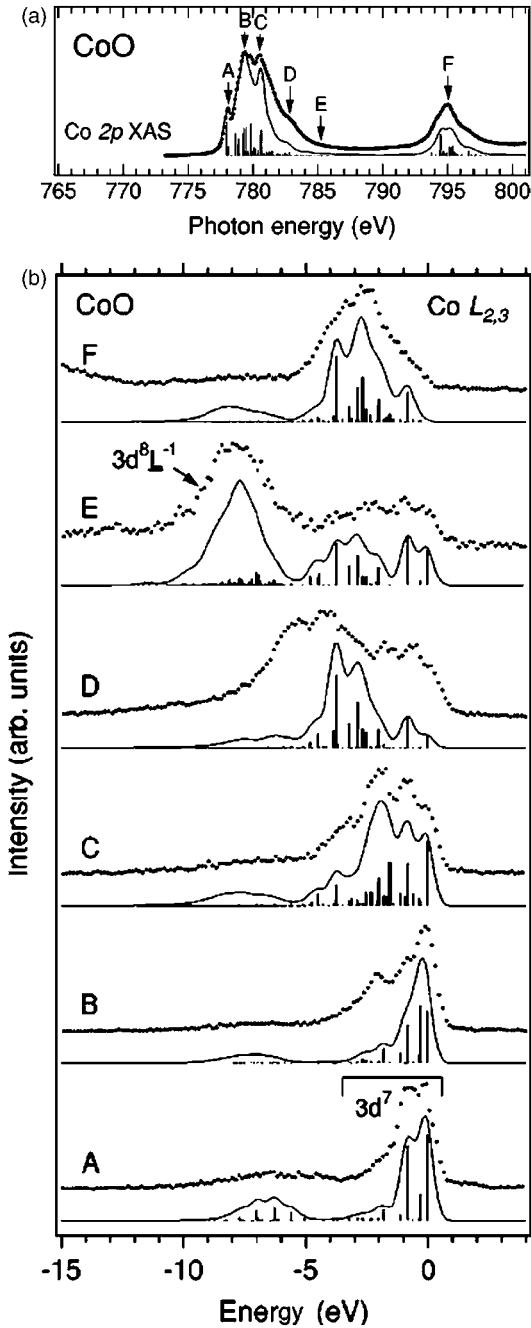 (a)
CoO
Co 2p XAS
A
B
C
D
E
F
765 770 775 780 785 790 795 800
Photon energy (eV)
(b)
CoO
Co L2,3
F
3d⁸L⁻¹
E
D
C
B
3d⁷
A
Intensity (arb. units)
-15 -10 -5 0
Energy (eV)